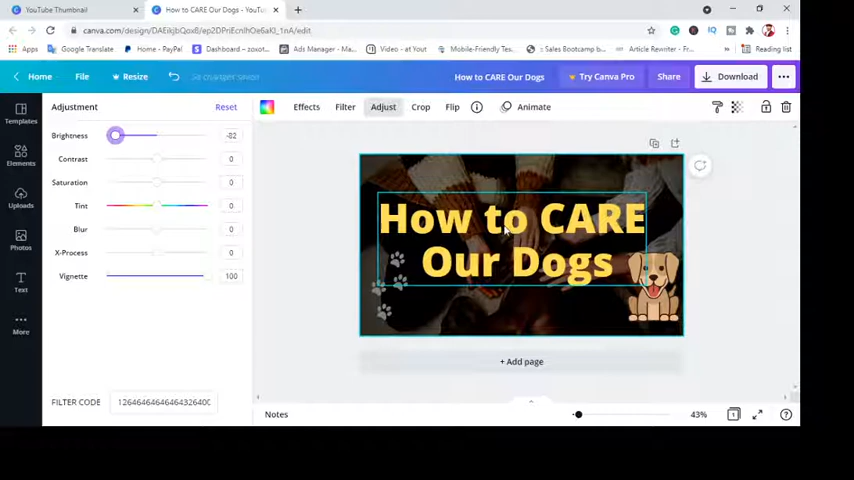 YouTube Thumbnail
How to CARE Our Dogs - YouTu
canva.com/design/DAEikjbQox8/ep2DPriEcnIhOe6aKl_1nA/edit
Apps Google Translate Home - PayPal Dashboard – zoxot... Ads Manager - Ma... Video - at Yout Mobile-Friendly Tes... :: Sales Bootcamp b... Article Rewriter - Fr... Reading list
Home File Resize How to CARE Our Dogs Try Canva Pro Share Download
Templates
Elements
Uploads
Photos
Text
More
Adjustment Reset
Brightness -82
Contrast 0
Saturation 0
Tint 0
Blur 0
X-Process 0
Vignette 100
FILTER CODE
Effects Filter Adjust Crop Flip Animate
How to CARE
Our Dogs
+ Add page
Notes 43% 1